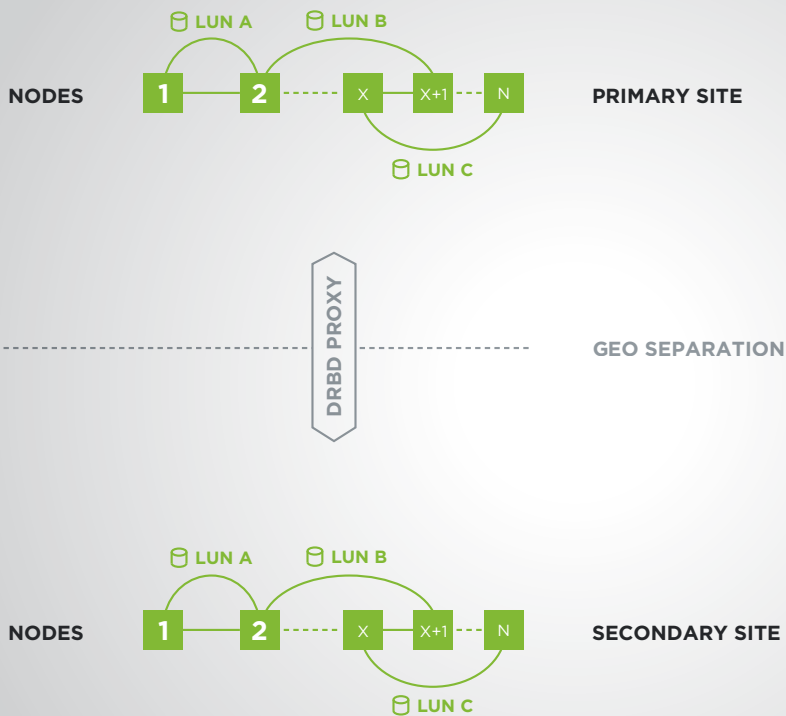 LUN A
LUN B
NODES
1
2
X
X+1
N
PRIMARY SITE
LUN C
DRBD PROXY
GEO SEPARATION
LUN A
LUN B
NODES
1
2
X
X+1
N
SECONDARY SITE
LUN C